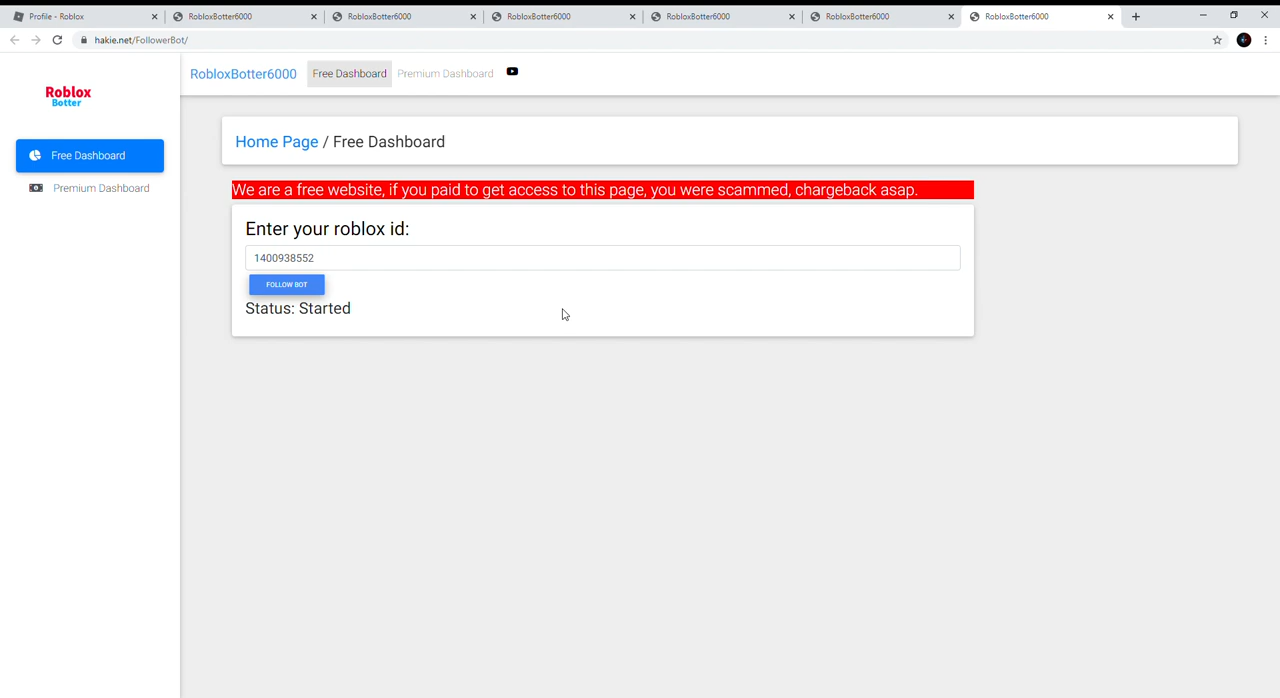 Profile - Roblox
RobloxBotter6000
RobloxBotter6000
RobloxBotter6000
RobloxBotter6000
RobloxBotter6000
RobloxBotter6000
hakie.net/FollowerBot/
Roblox
Botter
RobloxBotter6000 Free Dashboard Premium Dashboard
Free Dashboard
Premium Dashboard
Home Page / Free Dashboard
We are a free website, if you paid to get access to this page, you were scammed, chargeback asap.
Enter your roblox id:
1400938552
FOLLOW BOT
Status: Started